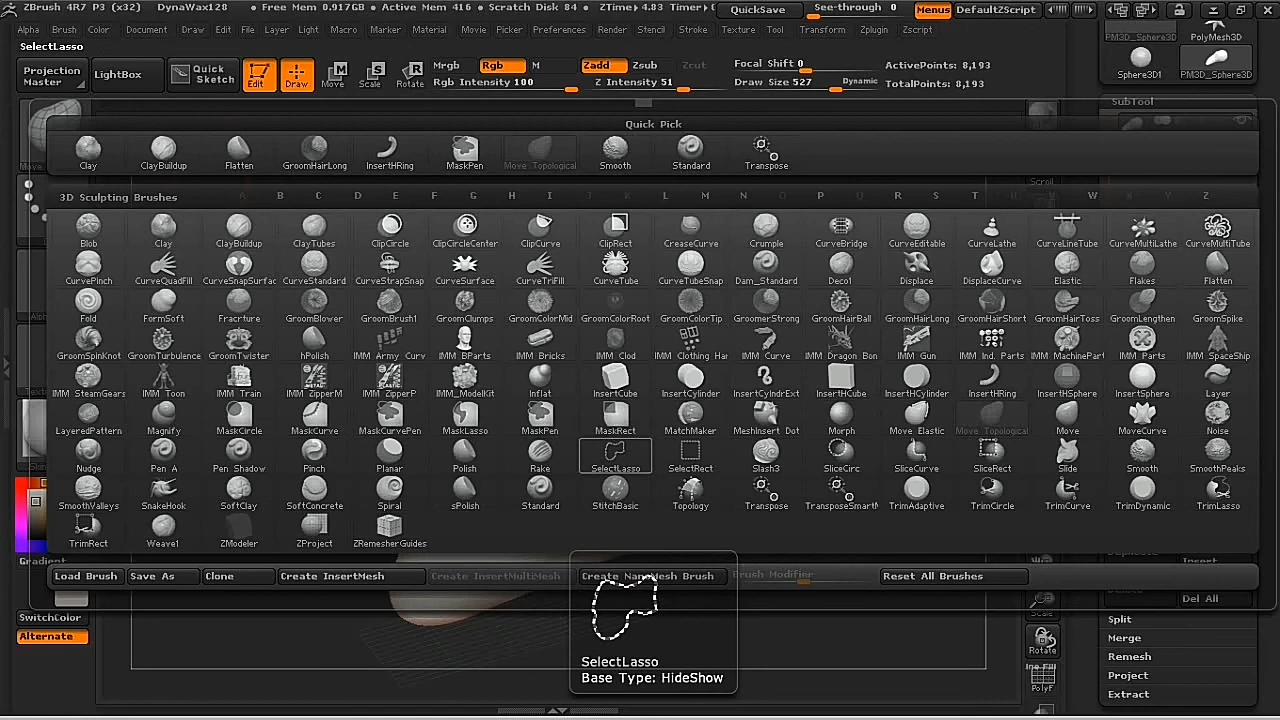 ZBrush 4R7 P3 (x32) DynaWax128 • Free Mem 0.917GB • Active Mem 416 • Scratch Disk 84 • ZTime▸ 4.83 Timer▸ QuickSave See-through 0 Menus DefaultZScript
Alpha Brush Color Document Draw Edit File Layer Light Macro Marker Material Movie Picker Preferences Render Stencil Stroke Texture Tool Transform Zplugin Zscript
PM3D_Sphere3D PolyMesh3D
SelectLasso
Projection Master LightBox Quick Sketch Edit Draw Move Scale Rotate
Mrgb Rgb M Zadd Zsub Zcut Focal Shift 0 ActivePoints: 8,193
Rgb Intensity 100 Z Intensity 51 Draw Size 527 Dynamic TotalPoints: 8,193
Sphere3D1 PM3D_Sphere3D
SubTool
Quick Pick
Clay ClayBuildup Flatten GroomHairLong InsertHRing MaskPen Move Topological Smooth Standard Transpose
Scroll
3D Sculpting Brushes A B C D E F G H I J K L M N O P Q R S T U W X Z
Blob Clay ClayBuildup ClayTubes ClipCircle ClipCircleCenter ClipCurve ClipRect CreaseCurve Crumple CurveBridge CurveEditable CurveLathe CurveLineTube CurveMultiLathe CurveMultiTube
CurvePinch CurveQuadFill CurveSnapSurfac CurveStandard CurveStrapSnap CurveSurface CurveTriFill CurveTube CurveTubeSnap Dam_Standard Deco1 Displace DisplaceCurve Elastic Flakes Flatten
Fold FormSoft Fracrture GroomBlower GroomBrush1 GroomClumps GroomColorMid GroomColorRoot GroomColorTip GroomerStrong GroomHairBall GroomHairLong GroomHairShort GroomHairToss GroomLengthen GroomSpike
GroomSpinKnot GroomTurbulence GroomTwister hPolish IMM Army Curv IMM BParts IMM Bricks IMM Clod IMM Clothing Har IMM Curve IMM Dragon Bon IMM Gun IMM Ind. Parts IMM MachinePart IMM Parts IMM SpaceShip
IMM SteamGears IMM Toon IMM Train IMM ZipperM IMM ZipperP IMM_ModelKit Inflat InsertCube InsertCylinder InsertCylndrExt InsertHCube InsertHCylinder InsertHRing InsertHSphere InsertSphere Layer
LayeredPattern Magnify MaskCircle MaskCurve MaskCurvePen MaskLasso MaskPen MaskRect MatchMaker MeshInsert Dot Morph Move Elastic Move Topological Move MoveCurve Noise
Nudge Pen A Pen Shadow Pinch Planar Polish Rake SelectLasso SelectRect Slash3 SliceCirc SliceCurve SliceRect Slide Smooth SmoothPeaks
SmoothValleys SnakeHook SoftClay SoftConcrete Spiral sPolish Standard StitchBasic Topology Transpose TransposeSmartM TrimAdaptive TrimCircle TrimCurve TrimDynamic TrimLasso
TrimRect Weave1 ZModeler ZProject ZRemesherGuides
Gradient
Load Brush Save As Clone Create InsertMesh Create InsertMultiMesh Create NanoMesh Brush Brush Modifier Reset All Brushes
Del All
SwitchColor
Scale
Split
Alternate
Merge
Rotate
Remesh
SelectLasso
Base Type: HideShow
Project
PolyF
Extract